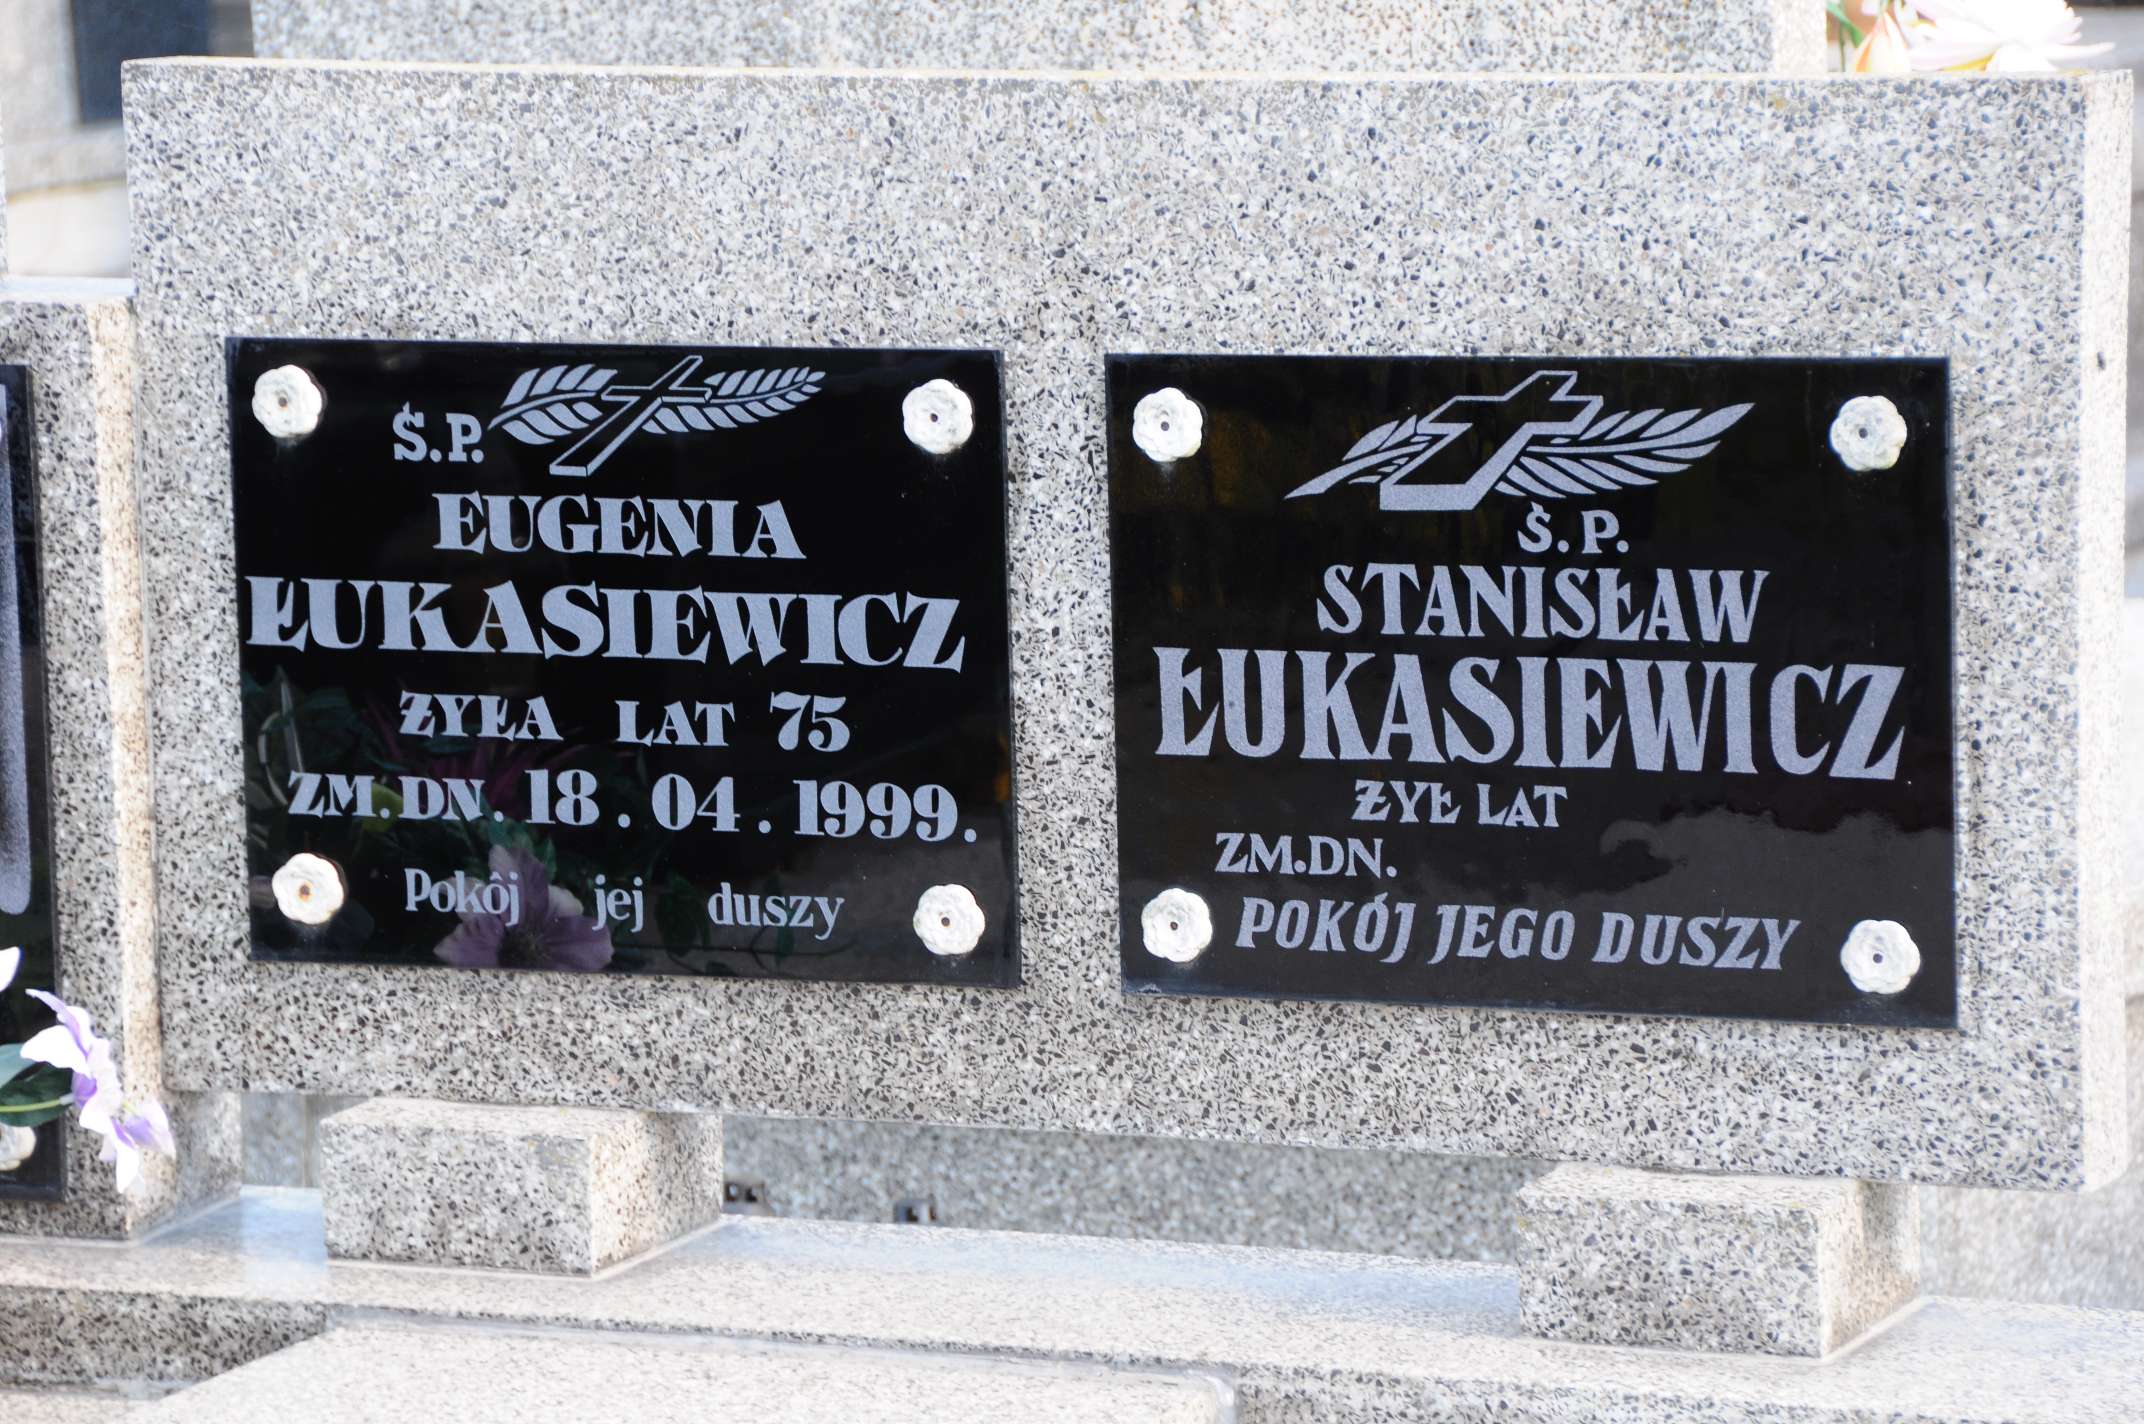 Ś.P.
EUGENIA
ŁUKASIEWICZ
ŻYŁA LAT 75
ZM.DN. 18.04.1999.
Pokôj jej duszy
Ś.P.
STANISŁAW
ŁUKASIEWICZ
ŻYŁ LAT
ZM.DN.
POKÓJ JEGO DUSZY